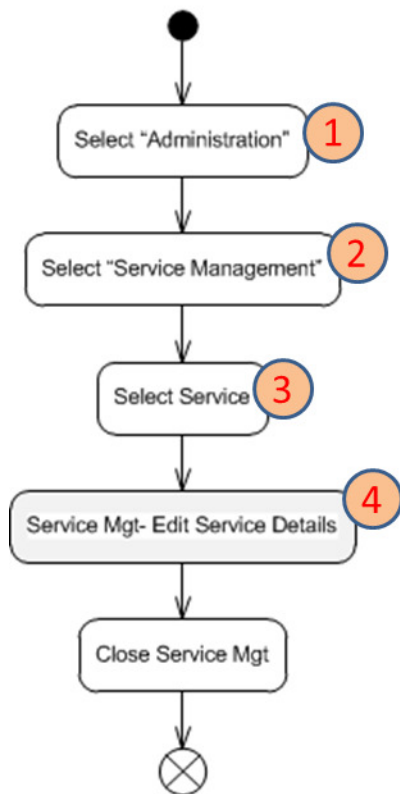 Select “Administration”
1
Select “Service Management”
2
Select Service
3
Service Mgt- Edit Service Details
4
Close Service Mgt